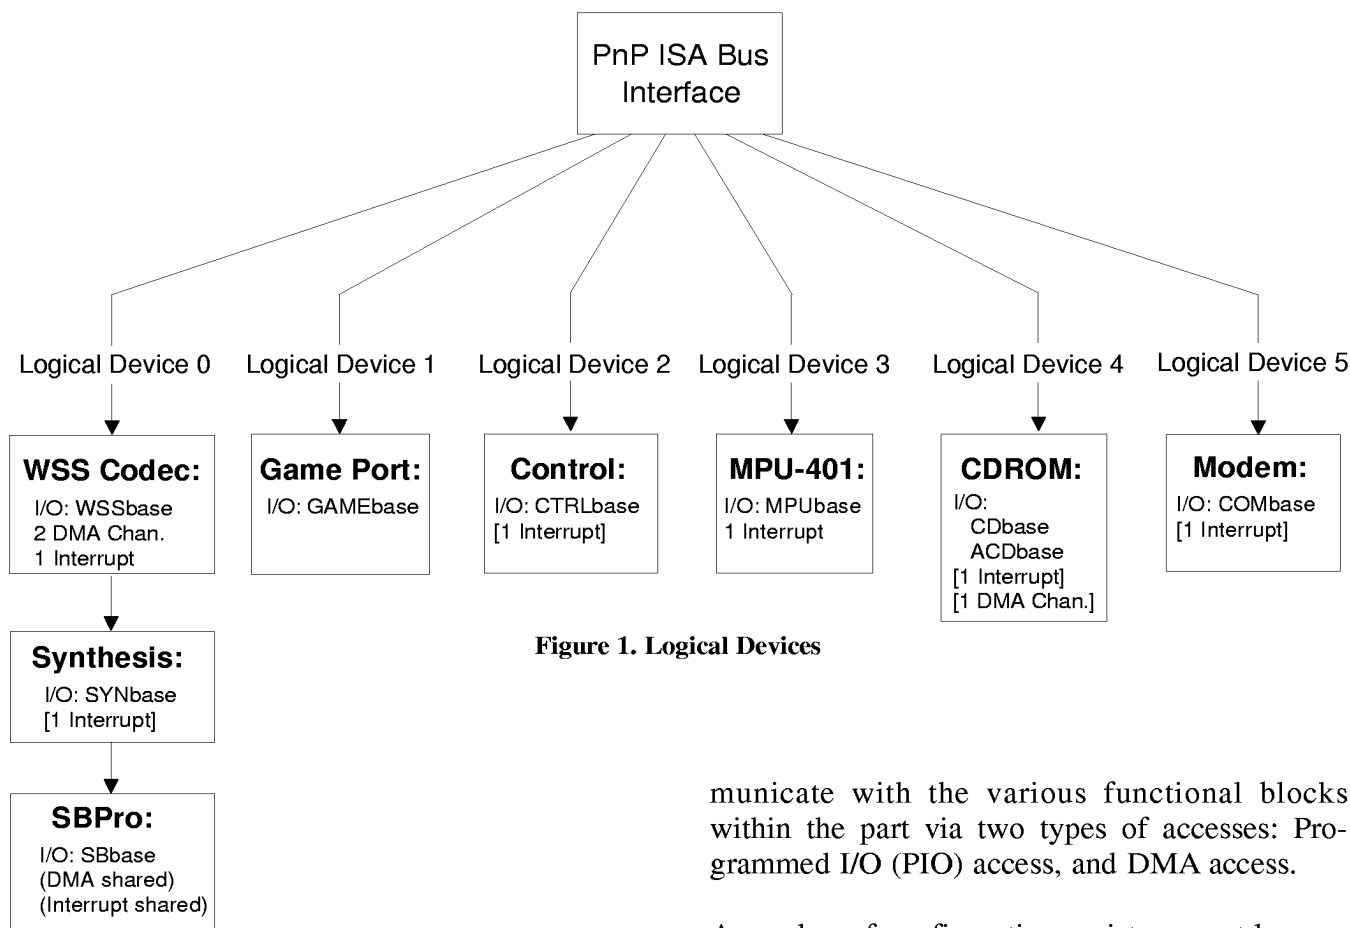 PnP ISA Bus
Interface
Logical Device 0
Logical Device 1
Logical Device 2
Logical Device 3
Logical Device 4
Logical Device 5
WSS Codec:
I/O: WSSbase
2 DMA Chan.
1 Interrupt
Game Port:
I/O: GAMEbase
Control:
I/O: CTRLbase
[1 Interrupt]
MPU-401:
I/O: MPUbase
1 Interrupt
CDROM:
I/O:
CDbase
ACDbase
[1 Interrupt]
[1 DMA Chan.]
Modem:
I/O: COMbase
[1 Interrupt]
Synthesis:
I/O: SYNbase
[1 Interrupt]
SBPro:
I/O: SBbase
(DMA shared)
(Interrupt shared)
Figure 1. Logical Devices
municate with the various functional blocks
within the part via two types of accesses: Pro-
grammed I/O (PIO) access, and DMA access.